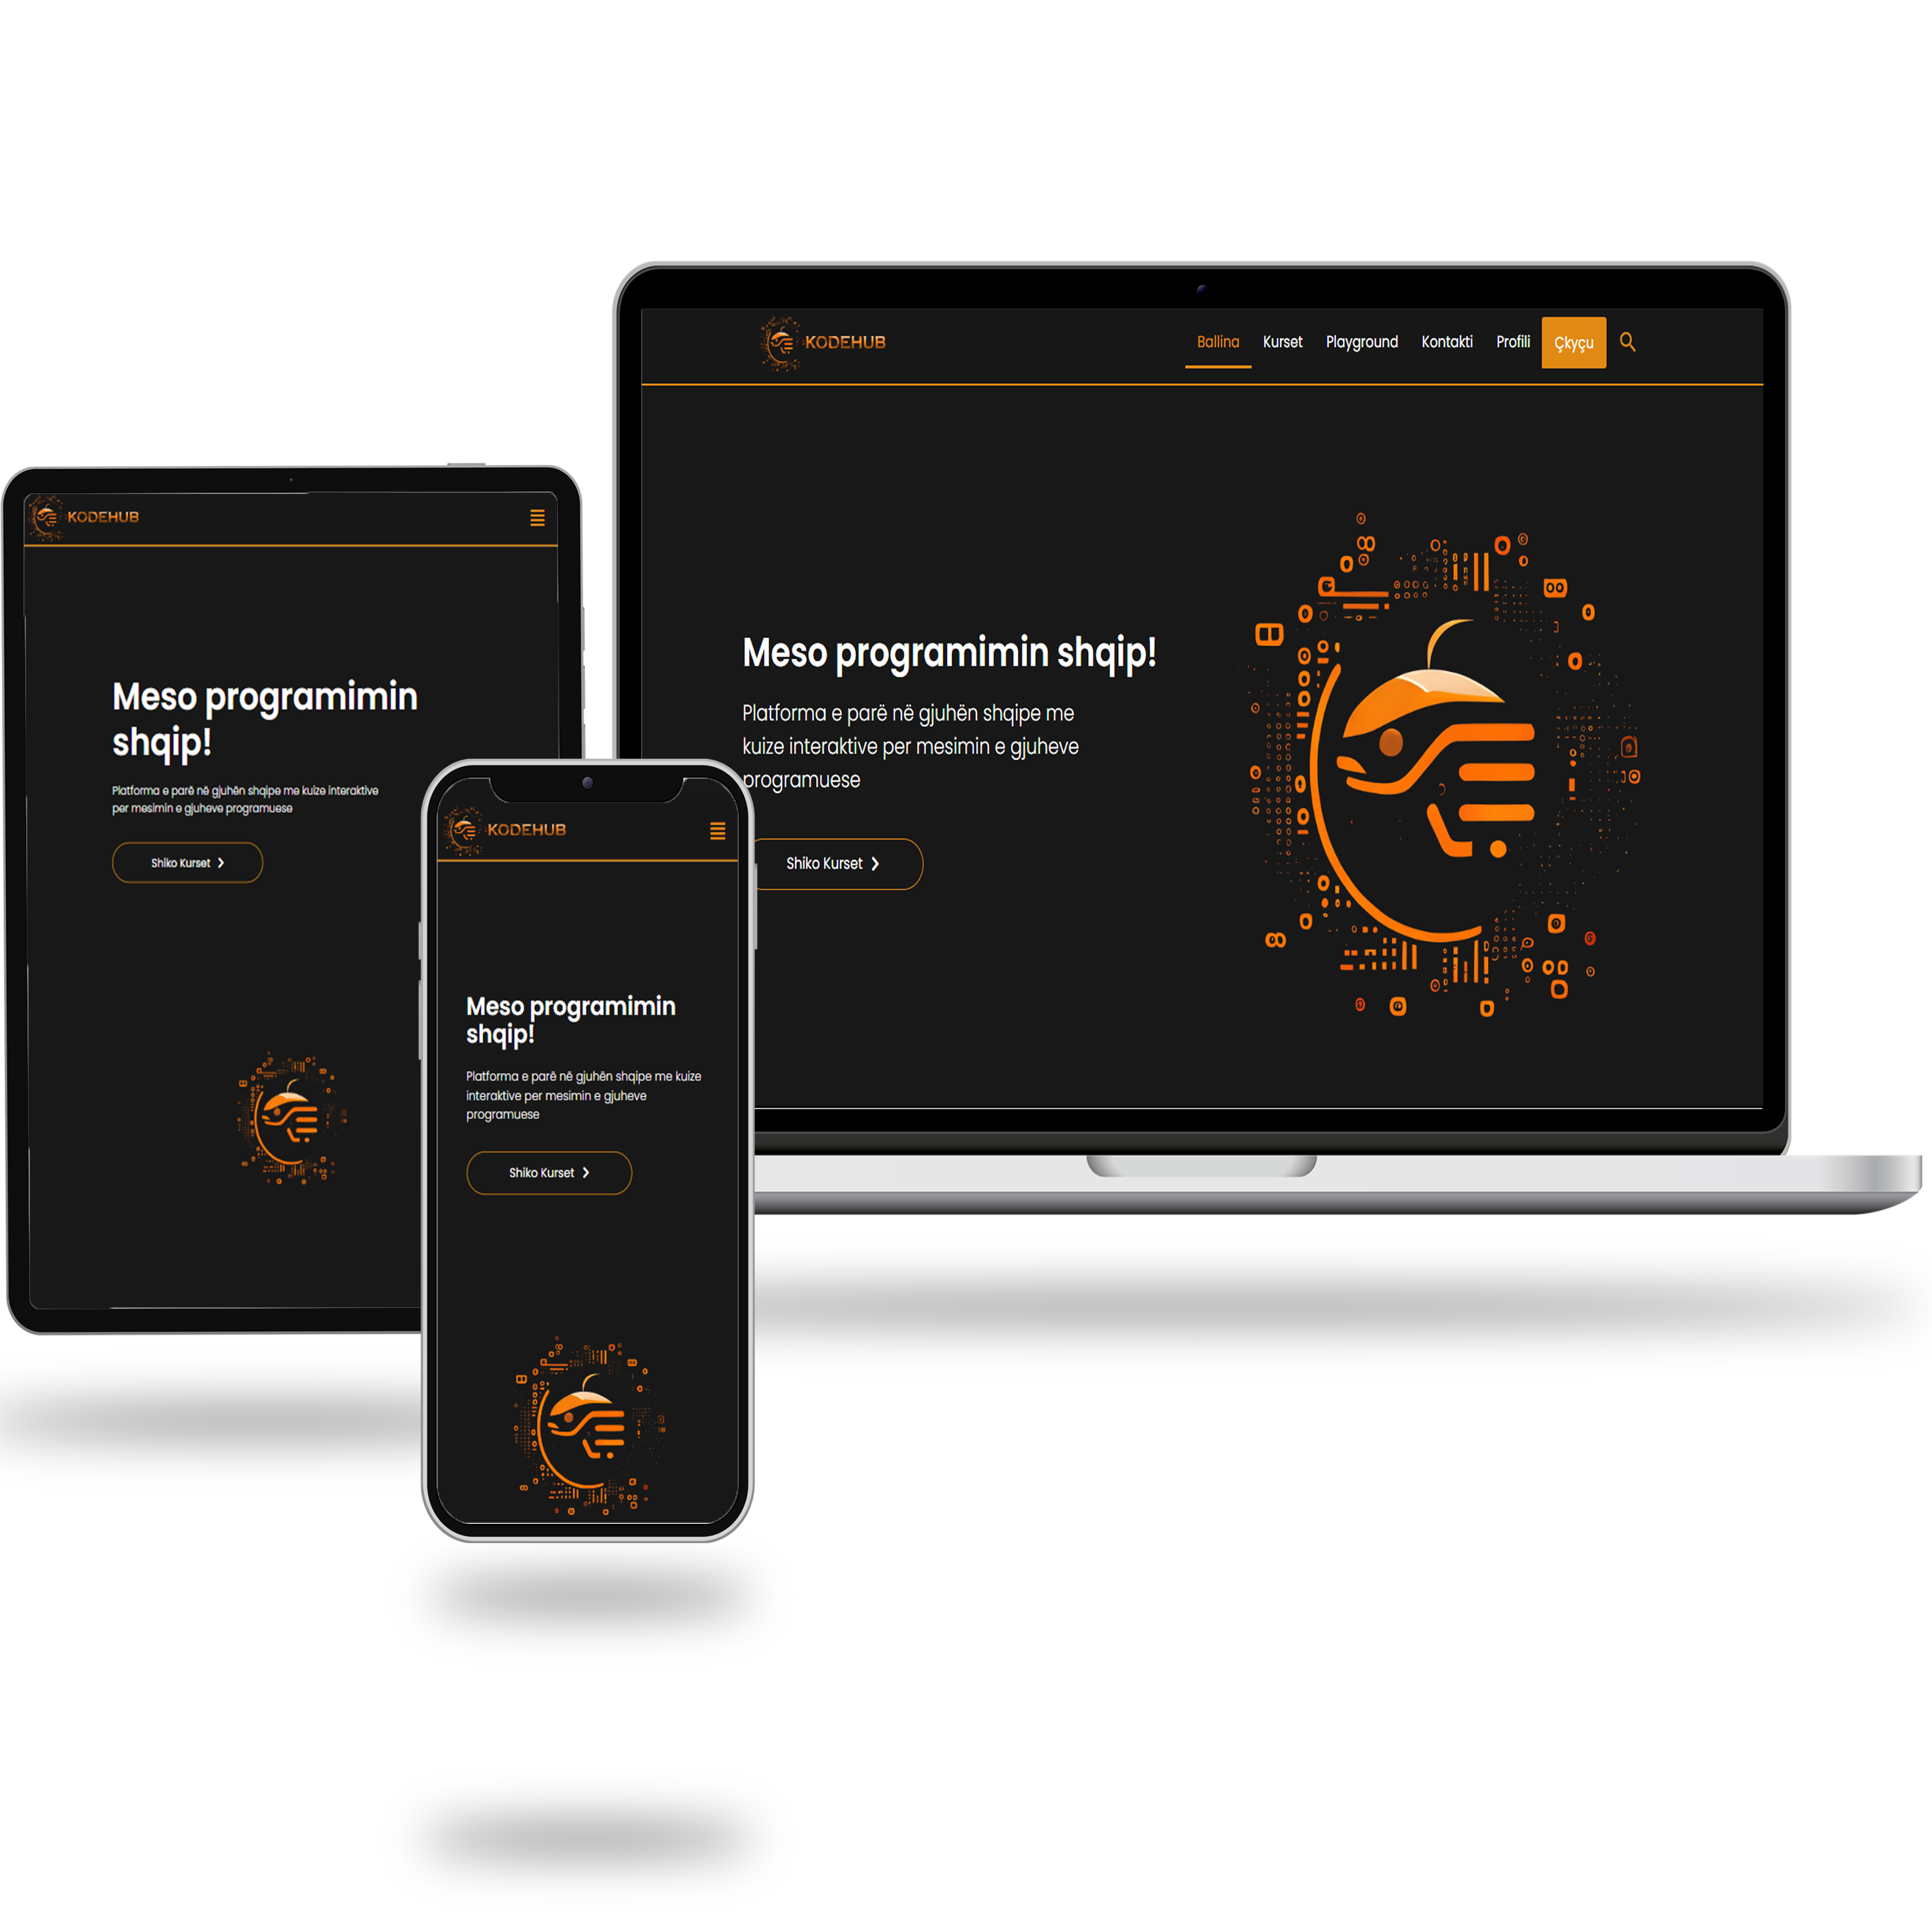 KODEHUB
Ballina Kurset Playground Kontakti Profili Çkyçu
Meso programimin shqip!
Platforma e parë në gjuhën shqipe me
kuize interaktive per mesimin e gjuheve
programuese
Shiko Kurset
KODEHUB
Meso programimin
shqip!
Platforma e parë në gjuhën shqipe me kuize interaktive
per mesimin e gjuheve programuese
Shiko Kurset
KODEHUB
Meso programimin
shqip!
Platforma e parë në gjuhën shqipe me kuize
interaktive per mesimin e gjuheve
programuese
Shiko Kurset